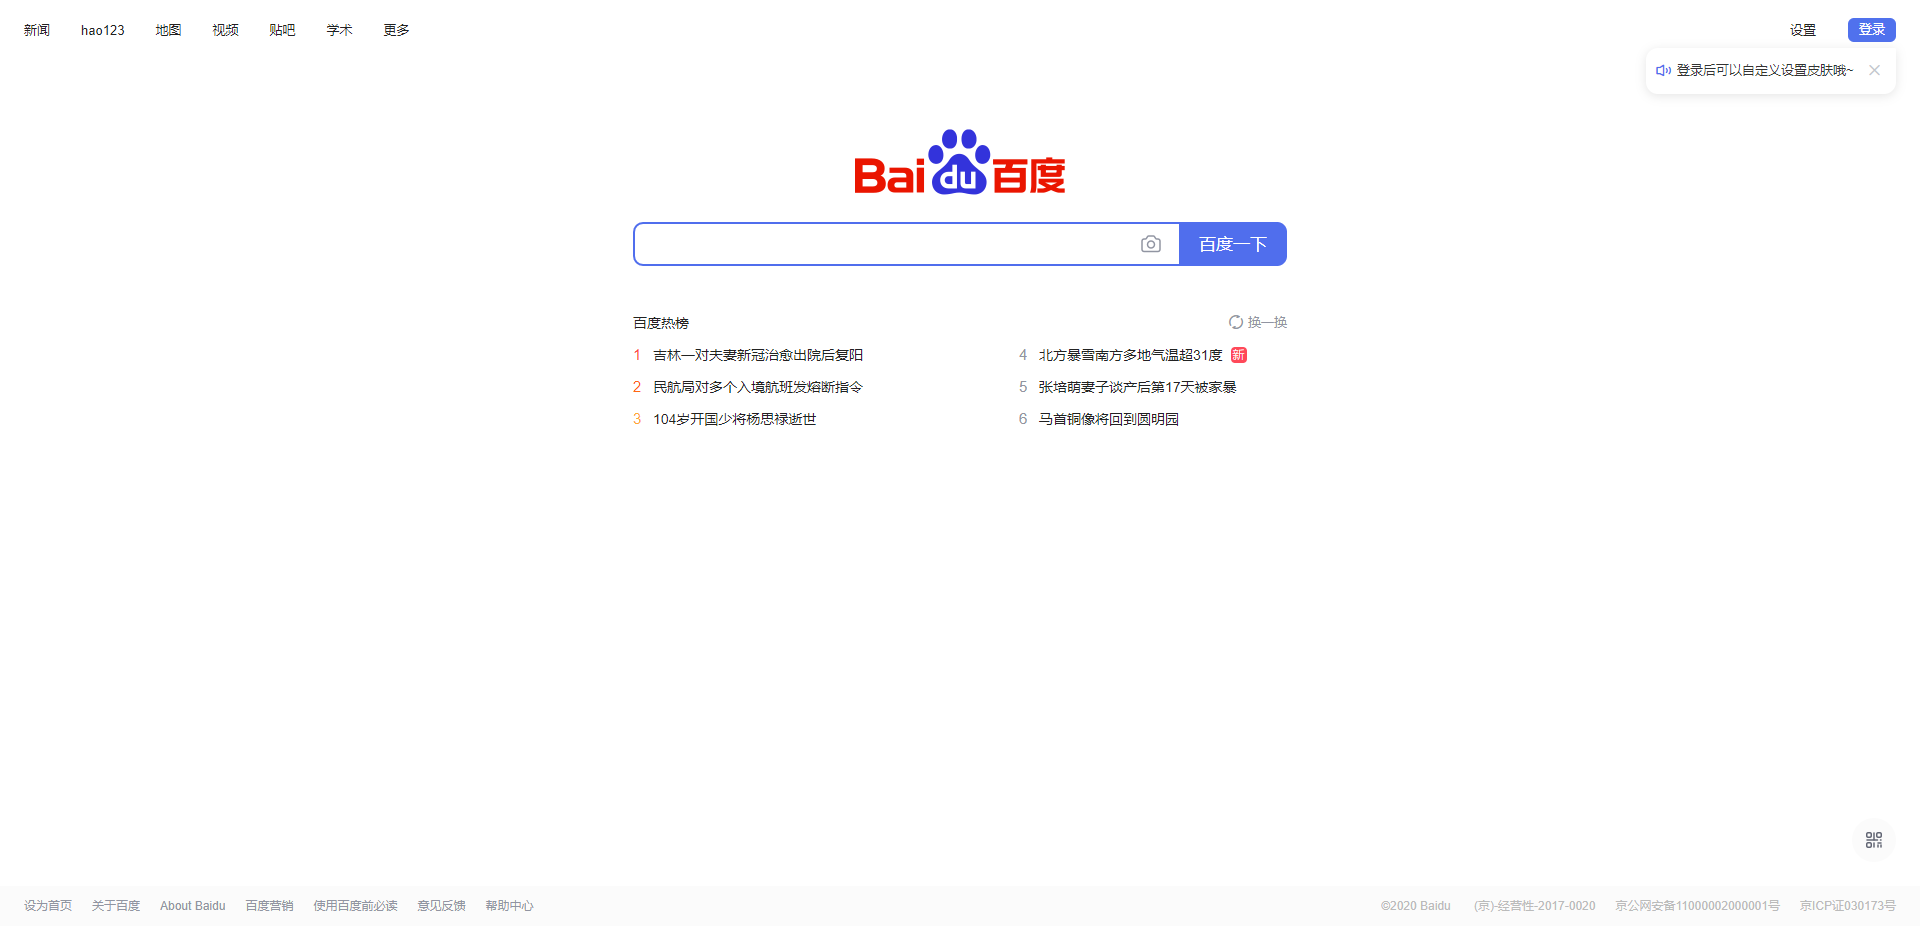 新闻 hao123 地图 视频 贴吧 学术 更多 设置 登录
登录后可以自定义设置皮肤哦~
Bai du 百度
百度一下
百度热榜 换一换
1 吉林一对夫妻新冠治愈出院后复阳
2 民航局对多个入境航班发熔断指令
3 104岁开国少将杨思禄逝世
4 北方暴雪南方多地气温超31度 新
5 张培萌妻子谈产后第17天被家暴
6 马首铜像将回到圆明园
设为首页 关于百度 About Baidu 百度营销 使用百度前必读 意见反馈 帮助中心 ©2020 Baidu (京)-经营性-2017-0020 京公网安备11000002000001号 京ICP证030173号